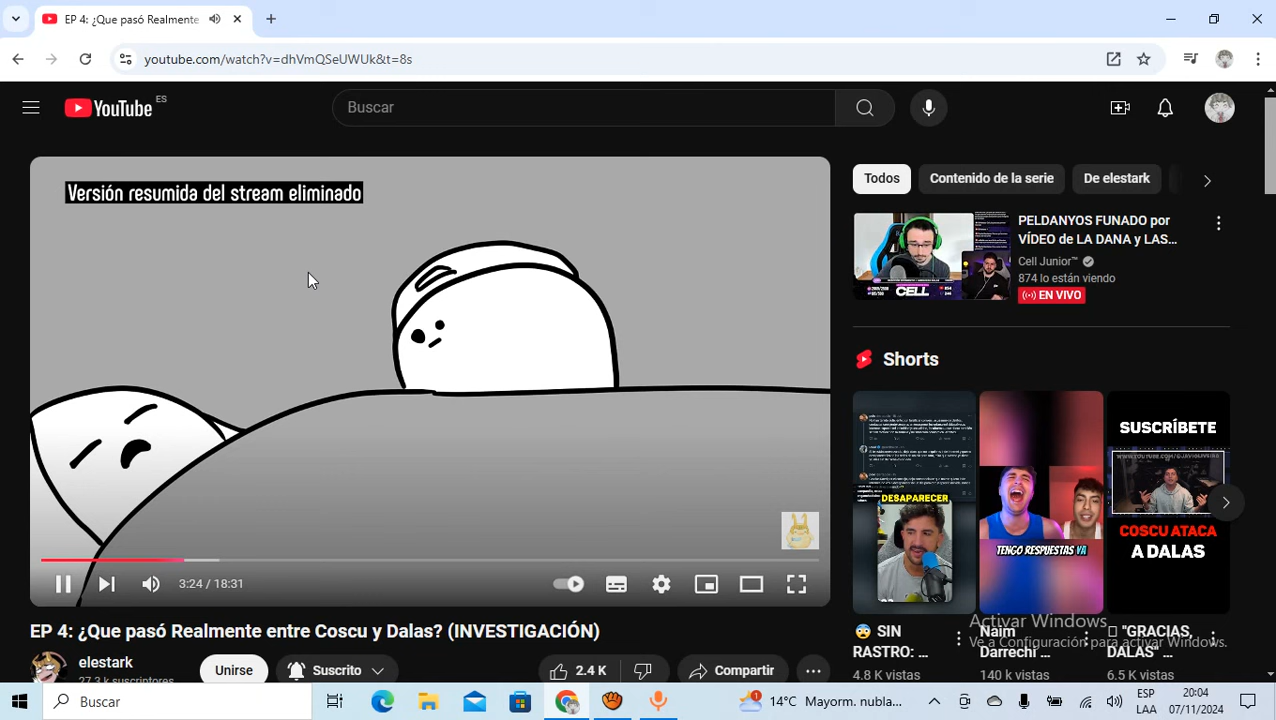 EP 4: ¿Que pasó Realmente
youtube.com/watch?v=dhVmQSeUWUk&t=8s
YouTube ES
Buscar
Versión resumida del stream eliminado
3:24 / 18:31
Todos
Contenido de la serie
De elestark
PELDANYOS FUNADO por
VÍDEO de LA DANA y LAS...
Cell Junior™
874 lo están viendo
EN VIVO
Shorts
DESAPARECER
TENGO RESPUESTAS YA
SUSCRÍBETE
COSCU ATACA
A DALAS
SIN
RASTRO: ...
4.8 K vistas
Naim
Darrechi ...
140 k vistas
"GRACIAS,
DALAS" ...
6.5 K vistas
EP 4: ¿Que pasó Realmente entre Coscu y Dalas? (INVESTIGACIÓN)
elestark
27.3 k suscriptores
Unirse
Suscrito
2.4 K
Compartir
Activar Windows
Ve a Configuración para activar Windows.
Buscar
14°C Mayorm. nubla...
ESP
LAA
20:04
07/11/2024